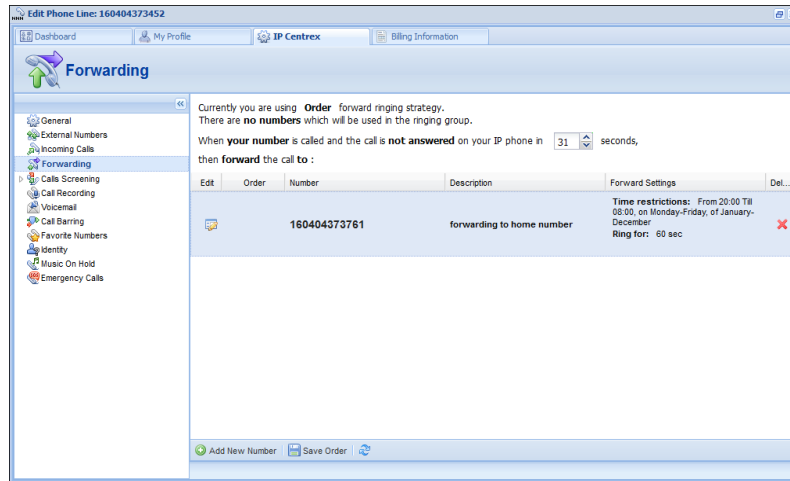 Edit Phone Line: 160404373452
Dashboard My Profile IP Centrex Billing Information
Forwarding
General
External Numbers
Incoming Calls
Forwarding
Calls Screening
Call Recording
Voicemail
Call Barring
Favorite Numbers
Identity
Music On Hold
Emergency Calls
Currently you are using Order forward ringing strategy.
There are no numbers which will be used in the ringing group.
When your number is called and the call is not answered on your IP phone in 31 seconds,
then forward the call to :
Edit Order Number Description Forward Settings Del...
160404373761 forwarding to home number
Time restrictions: From 20:00 Till
08:00, on Monday-Friday, of January-
December
Ring for: 60 sec
Add New Number Save Order